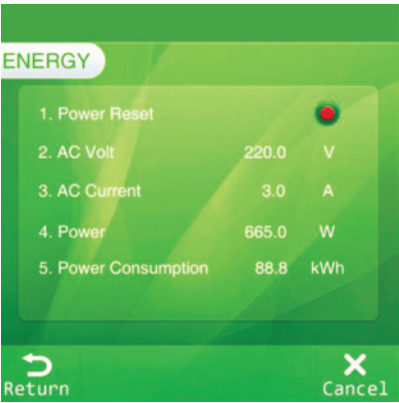 ENERGY
1. Power Reset
2. AC Volt 220.0 V
3. AC Current 3.0 A
4. Power 665.0 W
5. Power Consumption 88.8 kWh
Return Cancel